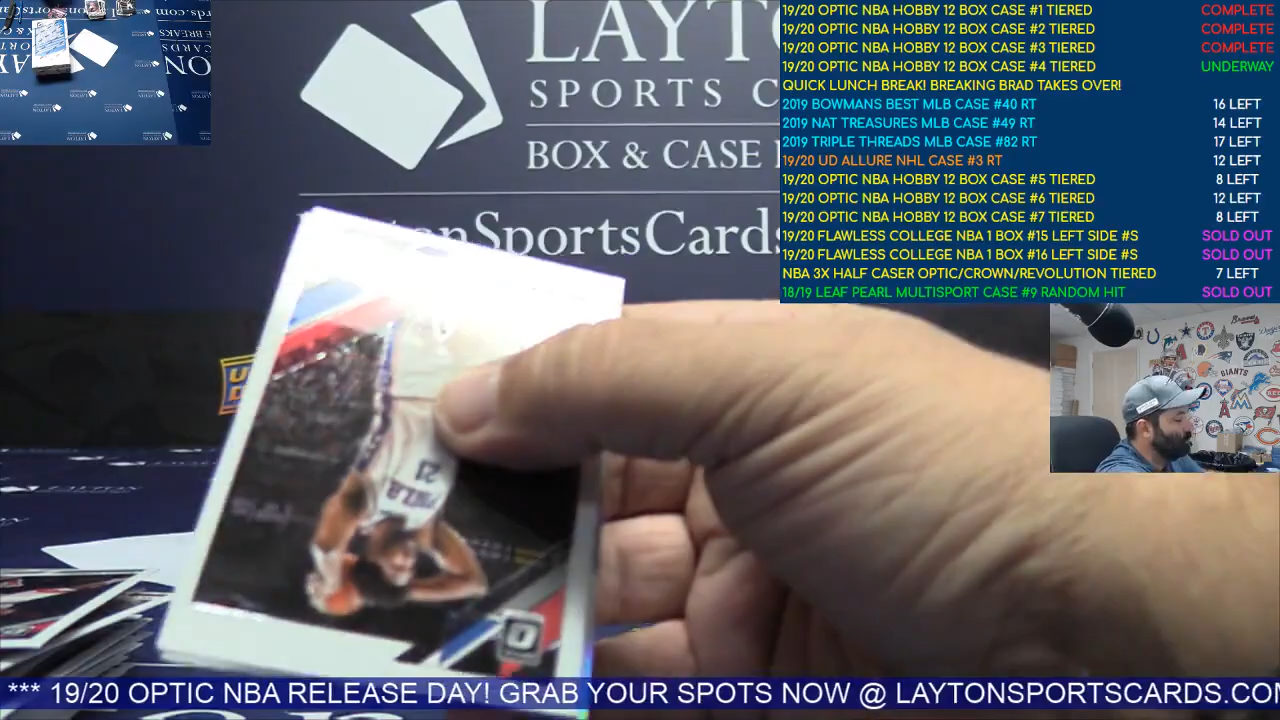 LAYTO
SPORTS C
BOX & CASE
SportsCards
19/20 OPTIC NBA HOBBY 12 BOX CASE #1 TIERED COMPLETE
19/20 OPTIC NBA HOBBY 12 BOX CASE #2 TIERED COMPLETE
19/20 OPTIC NBA HOBBY 12 BOX CASE #3 TIERED COMPLETE
19/20 OPTIC NBA HOBBY 12 BOX CASE #4 TIERED UNDERWAY
QUICK LUNCH BREAK! BREAKING BRAD TAKES OVER!
2019 BOWMANS BEST MLB CASE #40 RT 16 LEFT
2019 NAT TREASURES MLB CASE #49 RT 14 LEFT
2019 TRIPLE THREADS MLB CASE #82 RT 17 LEFT
19/20 UD ALLURE NHL CASE #3 RT 12 LEFT
19/20 OPTIC NBA HOBBY 12 BOX CASE #5 TIERED 8 LEFT
19/20 OPTIC NBA HOBBY 12 BOX CASE #6 TIERED 12 LEFT
19/20 OPTIC NBA HOBBY 12 BOX CASE #7 TIERED 8 LEFT
19/20 FLAWLESS COLLEGE NBA 1 BOX #15 LEFT SIDE #S SOLD OUT
19/20 FLAWLESS COLLEGE NBA 1 BOX #16 LEFT SIDE #S SOLD OUT
NBA 3X HALF CASER OPTIC/CROWN/REVOLUTION TIERED 7 LEFT
18/19 LEAF PEARL MULTISPORT CASE #9 RANDOM HIT SOLD OUT
GIANTS
PHILA
21
*** 19/20 OPTIC NBA RELEASE DAY! GRAB YOUR SPOTS NOW @ LAYTONSPORTSCARDS.COM